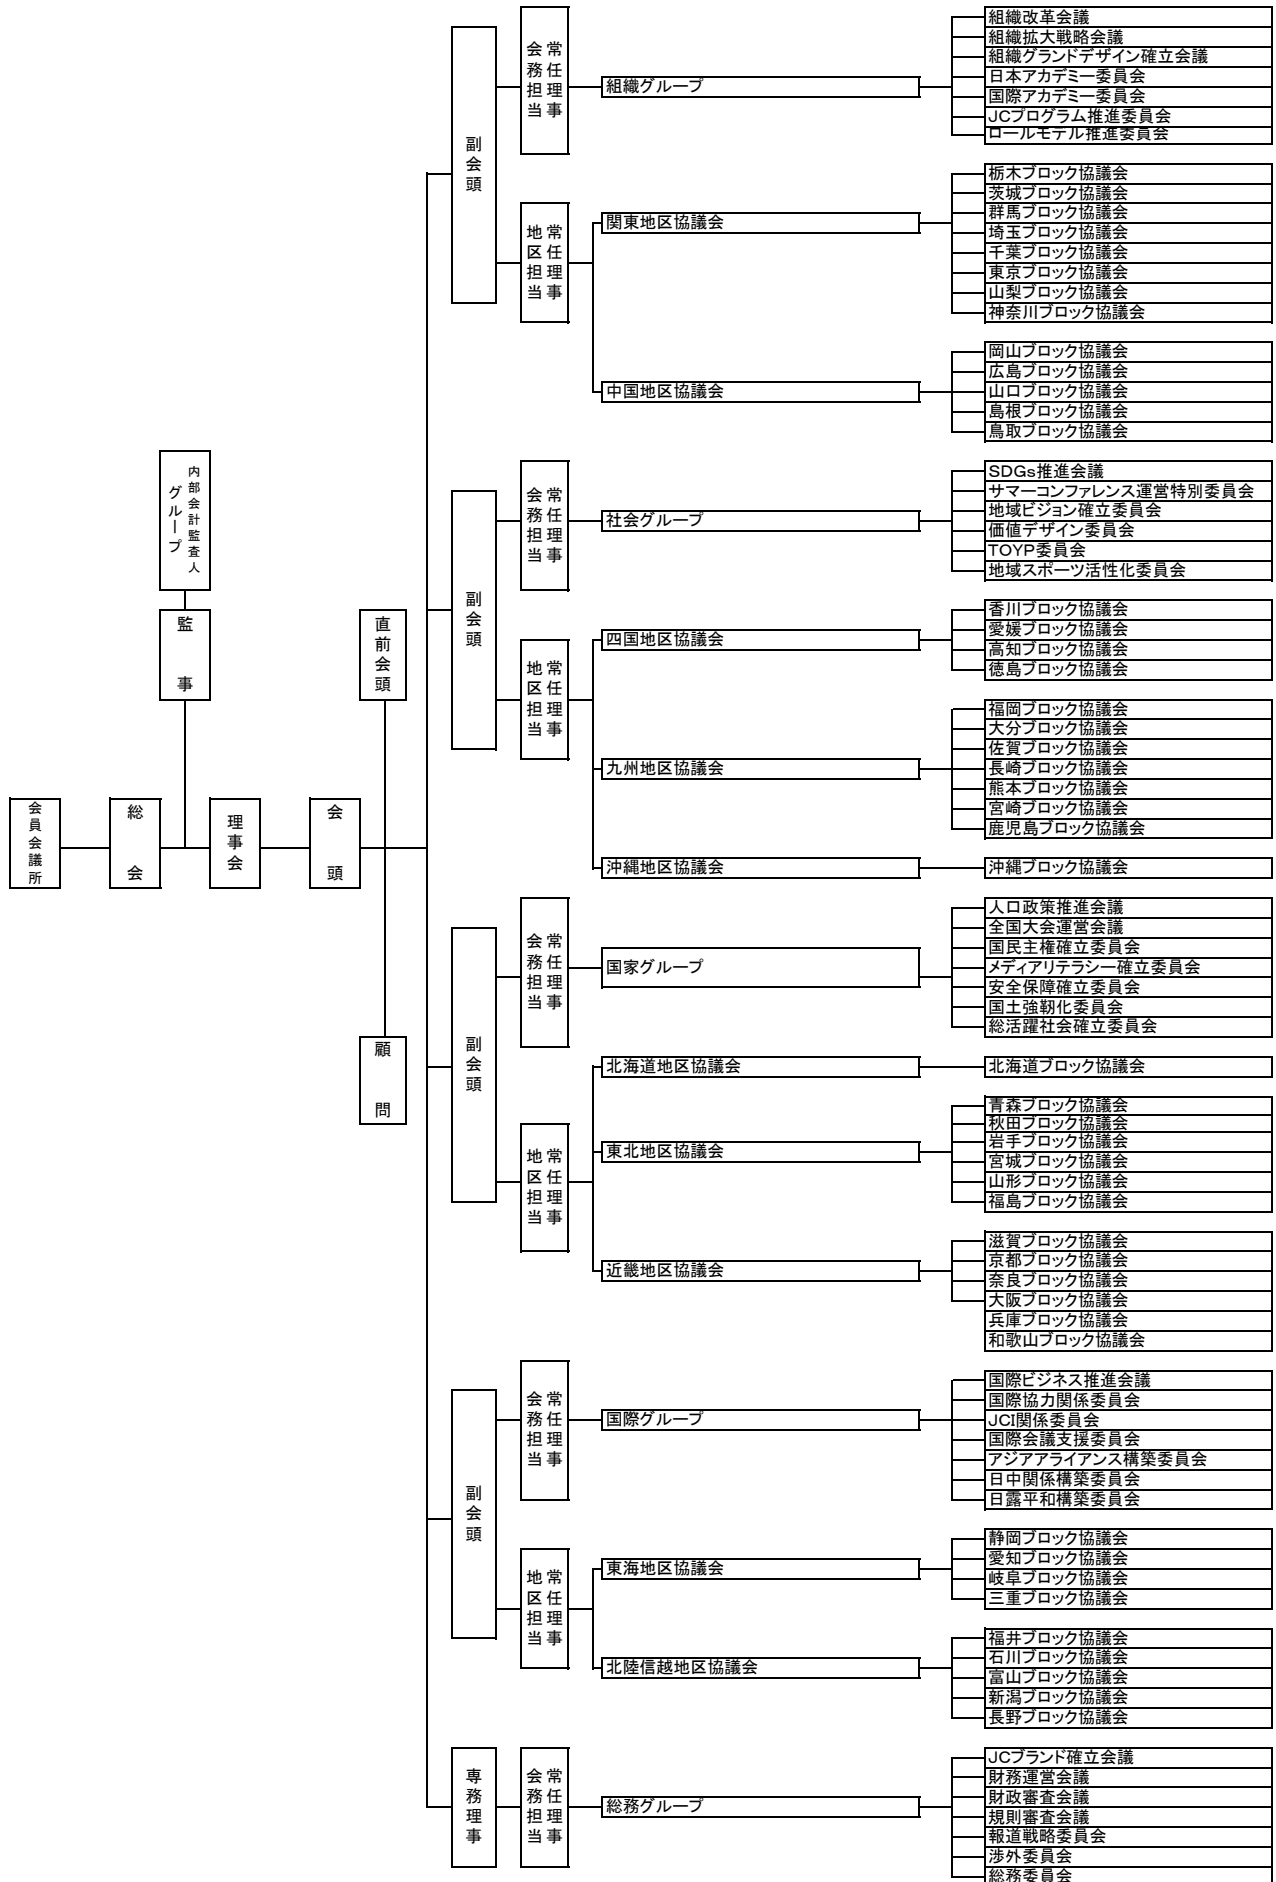 会員会議所
総会
内部会計監査人
グループ
監事
理事会
会頭
直前会頭
顧問
副会頭
常任理事
会務担当
組織グループ
組織改革会議
組織拡大戦略会議
組織グランドデザイン確立会議
日本アカデミー委員会
国際アカデミー委員会
JCプログラム推進委員会
ロールモデル推進委員会
常任理事
地区担当
関東地区協議会
栃木ブロック協議会
茨城ブロック協議会
群馬ブロック協議会
埼玉ブロック協議会
千葉ブロック協議会
東京ブロック協議会
山梨ブロック協議会
神奈川ブロック協議会
中国地区協議会
岡山ブロック協議会
広島ブロック協議会
山口ブロック協議会
島根ブロック協議会
鳥取ブロック協議会
副会頭
常任理事
会務担当
社会グループ
SDGs推進会議
サマーコンファレンス運営特別委員会
地域ビジョン確立委員会
価値デザイン委員会
TOYP委員会
地域スポーツ活性化委員会
常任理事
地区担当
四国地区協議会
香川ブロック協議会
愛媛ブロック協議会
高知ブロック協議会
徳島ブロック協議会
九州地区協議会
福岡ブロック協議会
大分ブロック協議会
佐賀ブロック協議会
長崎ブロック協議会
熊本ブロック協議会
宮崎ブロック協議会
鹿児島ブロック協議会
沖縄地区協議会
沖縄ブロック協議会
副会頭
常任理事
会務担当
国家グループ
人口政策推進会議
全国大会運営会議
国民主権確立委員会
メディアリテラシー確立委員会
安全保障確立委員会
国土強靭化委員会
総活躍社会確立委員会
常任理事
地区担当
北海道地区協議会
北海道ブロック協議会
東北地区協議会
青森ブロック協議会
秋田ブロック協議会
岩手ブロック協議会
宮城ブロック協議会
山形ブロック協議会
福島ブロック協議会
近畿地区協議会
滋賀ブロック協議会
京都ブロック協議会
奈良ブロック協議会
大阪ブロック協議会
兵庫ブロック協議会
和歌山ブロック協議会
副会頭
常任理事
会務担当
国際グループ
国際ビジネス推進会議
国際協力関係委員会
JCI関係委員会
国際会議支援委員会
アジアアライアンス構築委員会
日中関係構築委員会
日露平和構築委員会
常任理事
地区担当
東海地区協議会
静岡ブロック協議会
愛知ブロック協議会
岐阜ブロック協議会
三重ブロック協議会
北陸信越地区協議会
福井ブロック協議会
石川ブロック協議会
富山ブロック協議会
新潟ブロック協議会
長野ブロック協議会
専務理事
常任理事
会務担当
総務グループ
JCブランド確立会議
財務運営会議
財政審査会議
規則審査会議
報道戦略委員会
渉外委員会
総務委員会